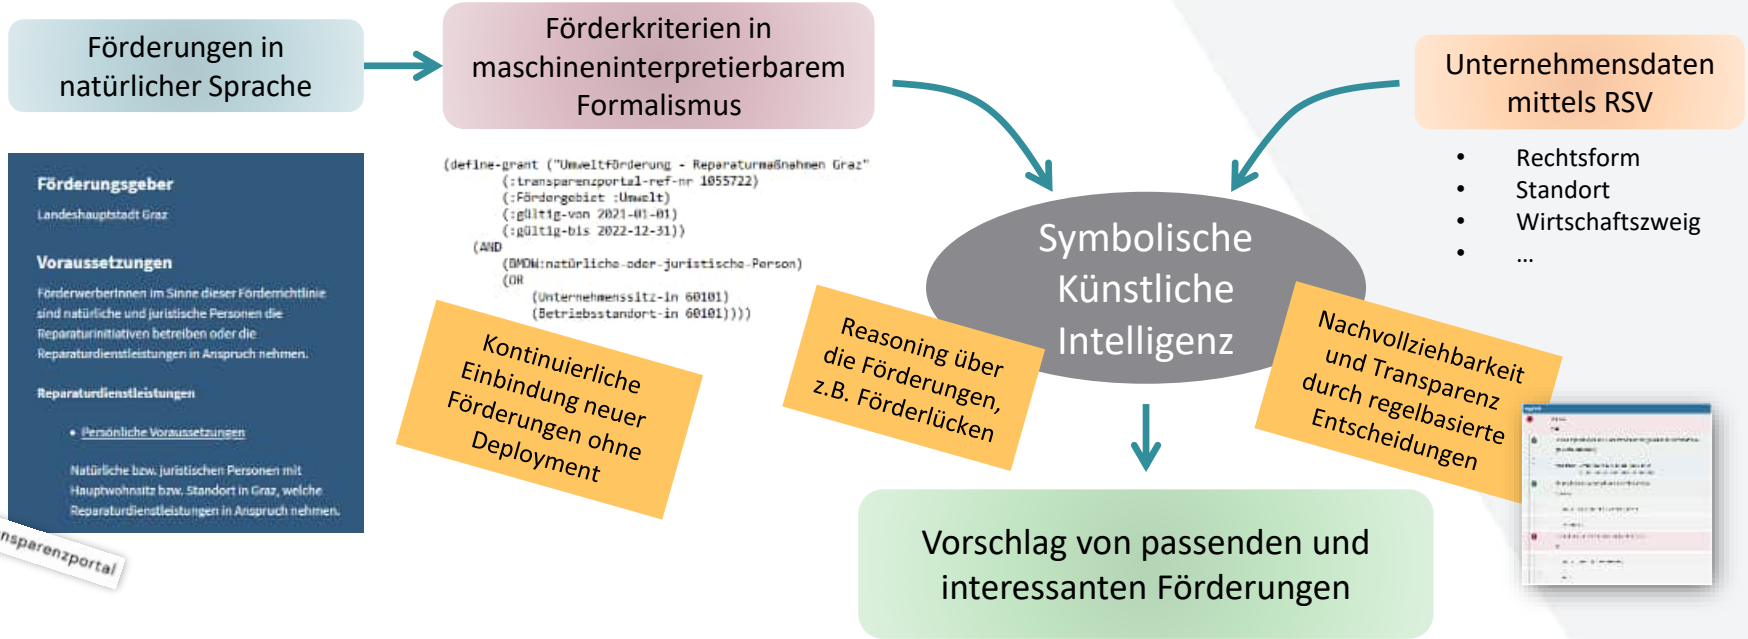 Förderungen in
natürlicher Sprache
Förderkriterien in
maschineninterpretierbarem
Formalismus
Unternehmensdaten
mittels RSV
• Rechtsform
• Standort
• Wirtschaftszweig
• ...
Förderungsgeber
Landeshauptstadt Graz
Voraussetzungen
FörderwerberInnen im Sinne dieser Förderrichtlinie
sind natürliche und juristische Personen die
Reparaturinitiativen betreiben oder die
Reparaturdienstleistungen in Anspruch nehmen.
Reparaturdienstleistungen
• Persönliche Voraussetzungen
Natürliche bzw. juristischen Personen mit
Hauptwohnsitz bzw. Standort in Graz, welche
Reparaturdienstleistungen in Anspruch nehmen.
nsparenzportal
(define-grant ("Umweltförderung - Reparaturmaßnahmen Graz"
(:transparenzportal-ref-nr 1055722)
(:Fördergebiet :Umwelt)
(:gültig-von 2021-01-01)
(:gültig-bis 2022-12-31))
(AND
(BMDW:natürliche-oder-juristische-Person)
(OR
(Unternehmenssitz-in 60101)
(Betriebsstandort-in 60101))))
Kontinuierliche
Einbindung neuer
Förderungen ohne
Deployment
Symbolische
Künstliche
Intelligenz
Reasoning über
die Förderungen,
z.B. Förderlücken
Nachvollziehbarkeit
und Transparenz
durch regelbasierte
Entscheidungen
Vorschlag von passenden und
interessanten Förderungen